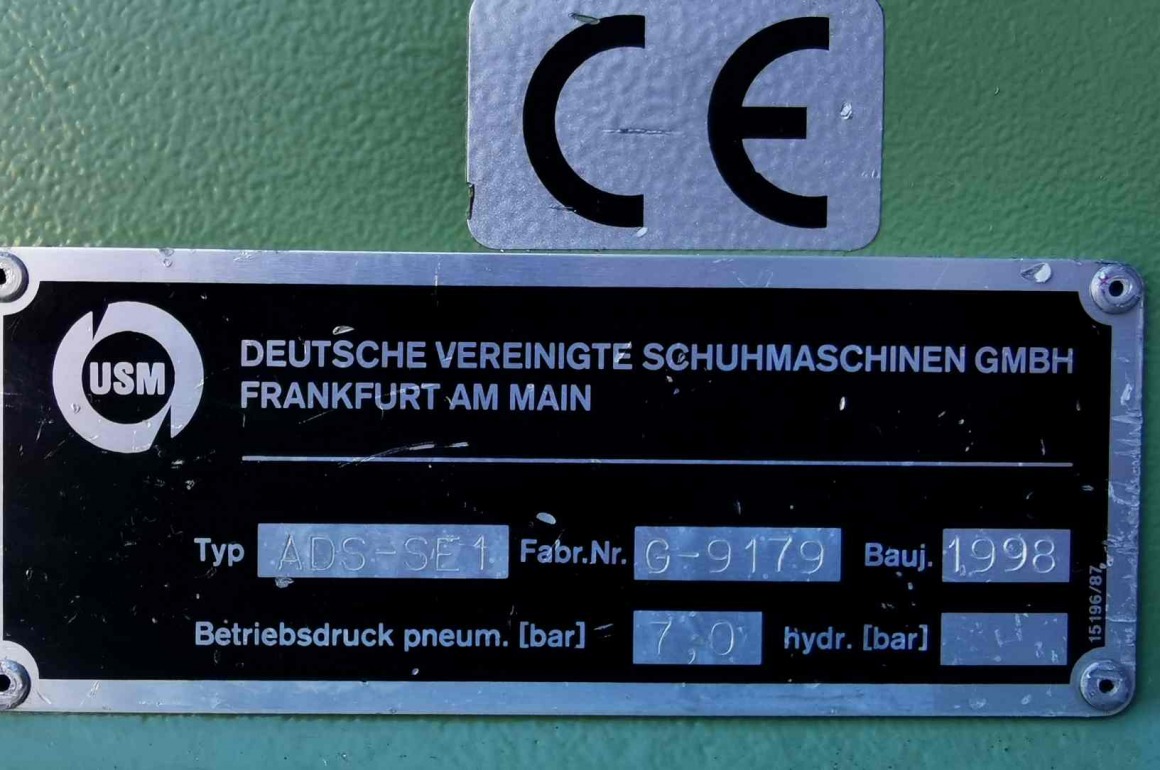 CE
USM
DEUTSCHE VEREINIGTE SCHUHMASCHINEN GMBH
FRANKFURT AM MAIN
Typ ADS-SE1 Fabr.Nr. G-9179 Bauj. 1998
Betriebsdruck pneum. [bar] 7,0 hydr. [bar] -
15196/87